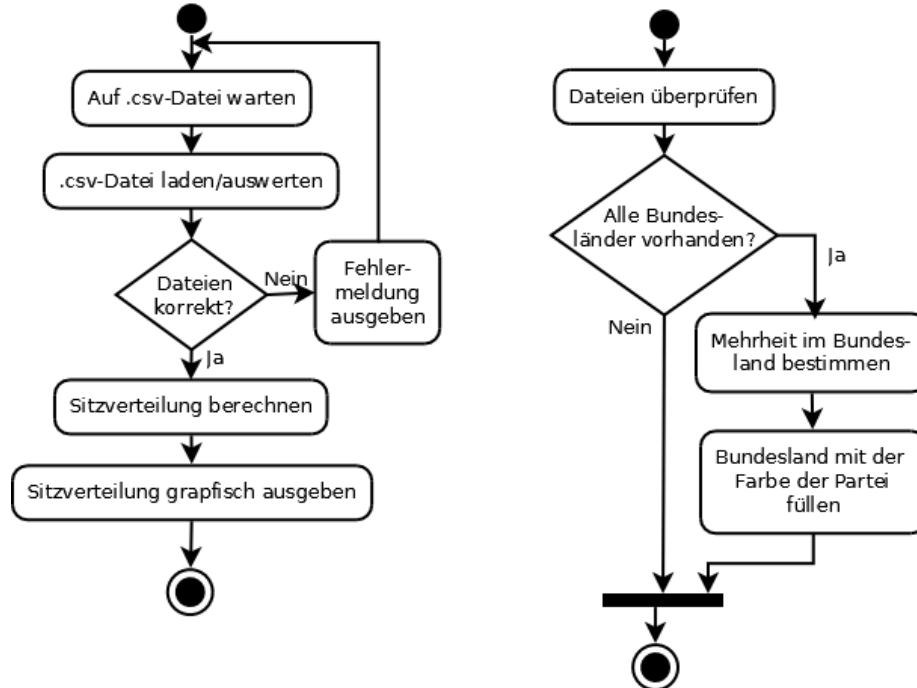 Auf .csv-Datei warten
.csv-Datei laden/auswerten
Dateien
korrekt?
Nein
Fehler-
meldung
ausgeben
Ja
Sitzverteilung berechnen
Sitzverteilung grapfisch ausgeben
Dateien überprüfen
Alle Bundes-
länder vorhanden?
Ja
Nein
Mehrheit im Bundes-
land bestimmen
Bundesland mit der
Farbe der Partei
füllen